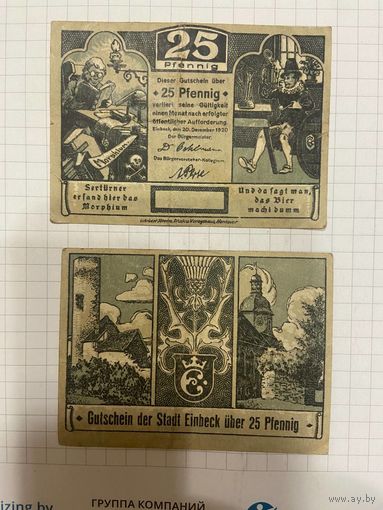 25
Pfennig
Dieser Gutschein über
25 Pfennig
verliert seine Gültigkeit
einen Monat nach erfolgter
öffentlicher Aufforderung.
Einbeck, den 20. Dezember 1920
Der Bürgermeister:
Das Bürgervorsteher-Kollegium
Morphium
Sertürner
erfand hier das
Morphium
Und da sagt man,
das Bier
macht dumm
E
Gutschein der Stadt Einbeck über 25 Pfennig
izing.by
ГРУППА КОМПАНИЙ
www.ay.by